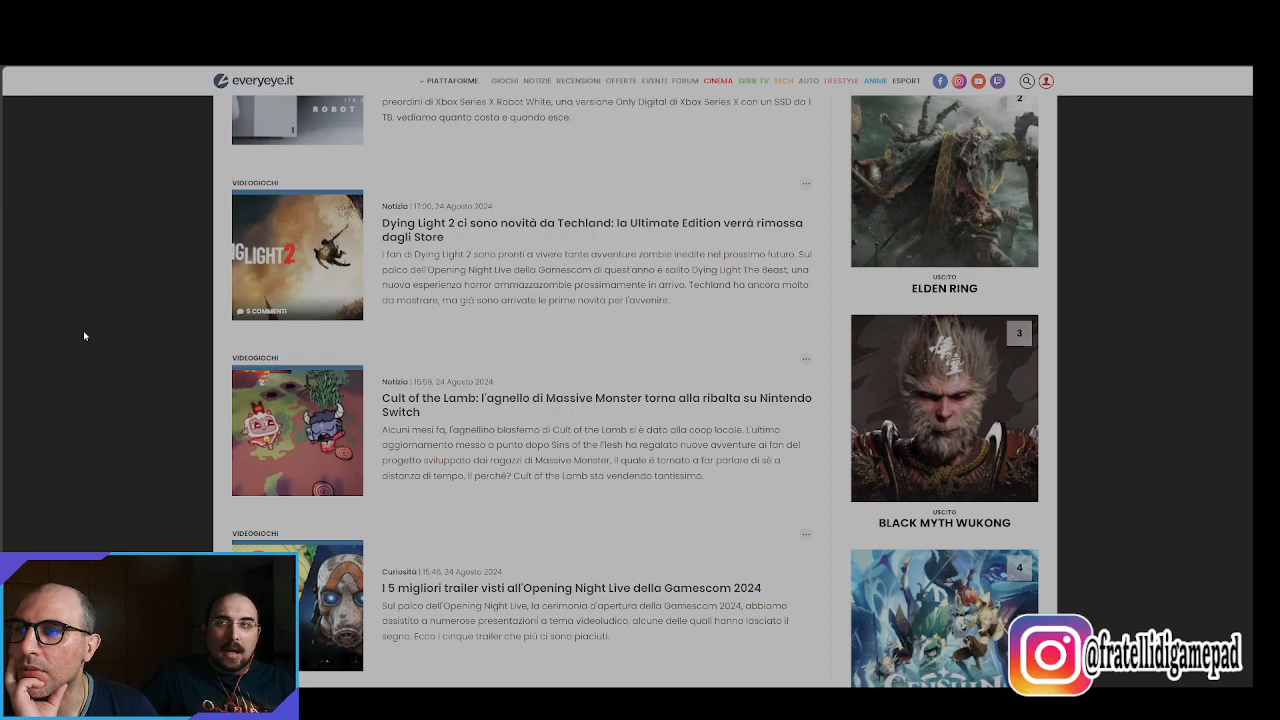 everyeye.it
PIATTAFORME GIOCHI NOTIZIE RECENSIONI OFFERTE EVENTI FORUM CINEMA SERIE TV TECH AUTO LIFESTYLE ANIME ESPORT
ROBOT
preordini di Xbox Series X Robot White, una versione Only Digital di Xbox Series X con un SSD da 1
TB, vediamo quanto costa e quando esce.
VIDEOGIOCHI
NGLIGHT2
5 COMMENTI
Notizia | 17:00, 24 Agosto 2024
Dying Light 2 ci sono novità da Techland: la Ultimate Edition verrà rimossa
dagli Store
I fan di Dying Light 2 sono pronti a vivere tante avventure zombie inedite nel prossimo futuro. Sul
palco dell'Opening Night Live della Gamescom di quest'anno è salito Dying Light The Beast, una
nuova esperienza horror ammazzazombie prossimamente in arrivo. Techland ha ancora molto
da mostrare, ma già sono arrivate le prime novità per l'avvenire.
VIDEOGIOCHI
Notizia | 15:59, 24 Agosto 2024
Cult of the Lamb: l'agnello di Massive Monster torna alla ribalta su Nintendo
Switch
Alcuni mesi fa, l'agnellino blasfemo di Cult of the Lamb si è dato alla coop locale. L'ultimo
aggiornamento messo a punto dopo Sins of the Flesh ha regalato nuove avventure ai fan del
progetto sviluppato dai ragazzi di Massive Monster, il quale è tornato a far parlare di sé a
distanza di tempo. Il perché? Cult of the Lamb sta vendendo tantissimo.
VIDEOGIOCHI
Curiosità | 15:46, 24 Agosto 2024
I 5 migliori trailer visti all'Opening Night Live della Gamescom 2024
Sul palco dell'Opening Night Live, la cerimonia d'apertura della Gamescom 2024, abbiamo
assistito a numerose presentazioni a tema videoludico, alcune delle quali hanno lasciato il
segno. Ecco i cinque trailer che più ci sono piaciuti.
2
USCITO
ELDEN RING
3
USCITO
BLACK MYTH WUKONG
4
GENSHIN
@fratellidigamepad